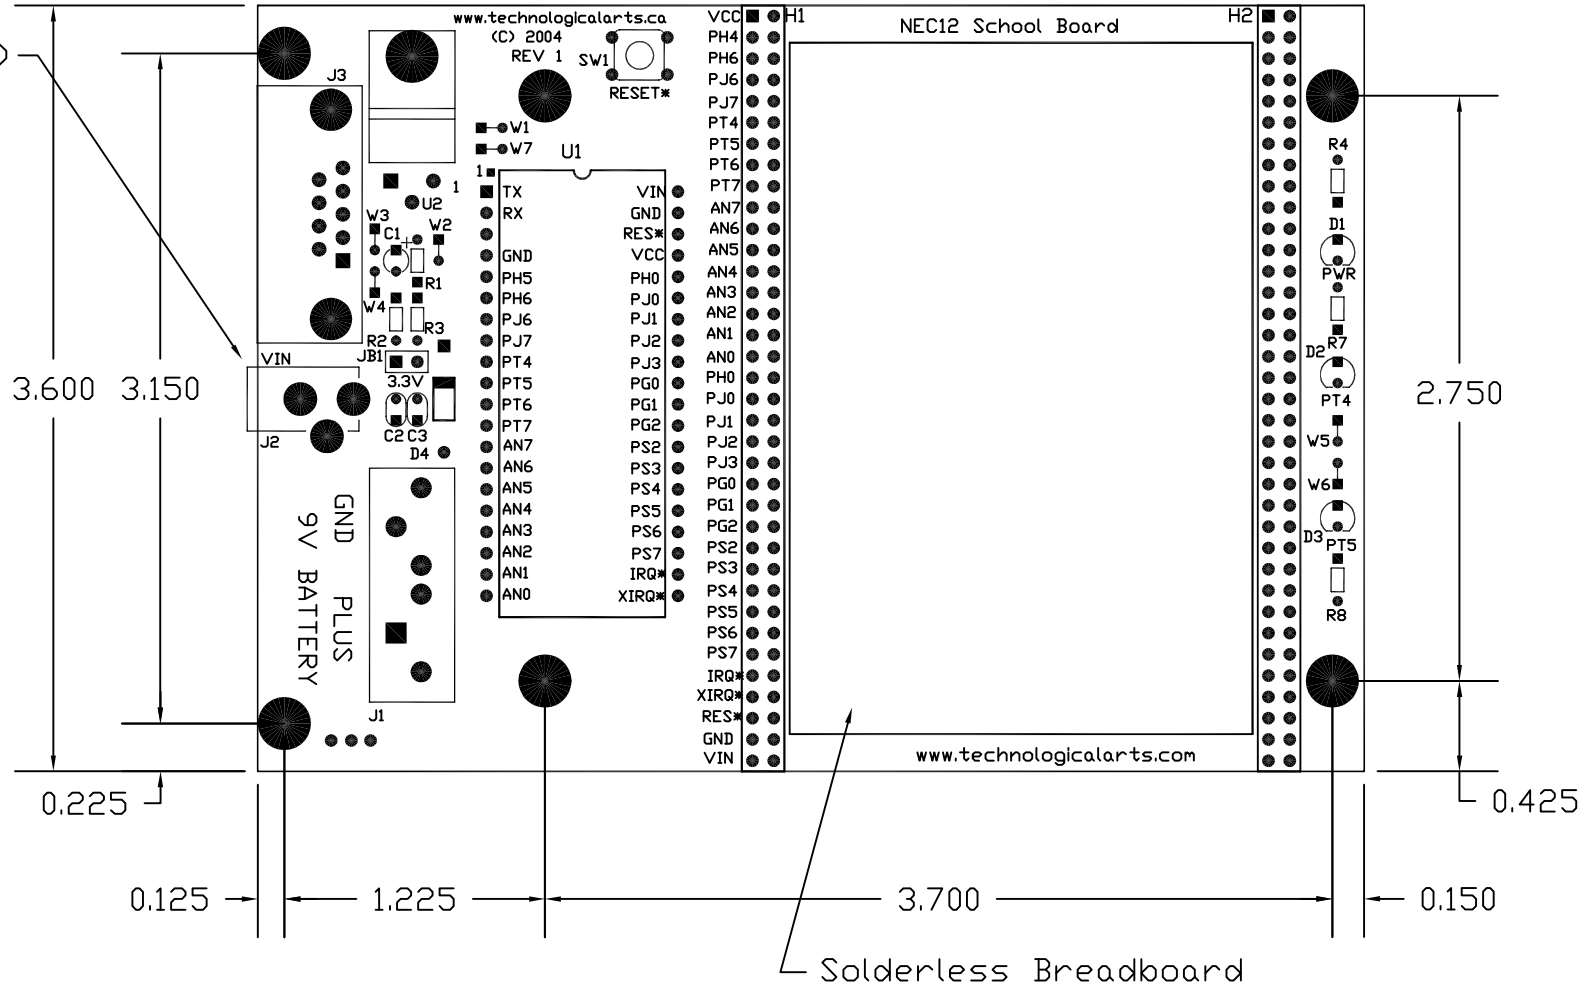 www.technologicalarts.ca
(C) 2004
REV 1
SW1
RESET*
NEC12 School Board
H1
H2
J3
W1
W7
U1
1
1
U2
W3
C1
+
W2
R1
W4
R2
R3
JB1
3.3V
VIN
J2
C2 C3
D4
GND PLUS
9V BATTERY
J1
TX
RX
GND
PH5
PH6
PJ6
PJ7
PT4
PT5
PT6
PT7
AN7
AN6
AN5
AN4
AN3
AN2
AN1
AN0
VIN
GND
RES*
VCC
PH0
PJ0
PJ1
PJ2
PJ3
PG0
PG1
PG2
PS2
PS3
PS4
PS5
PS6
PS7
IRQ*
XIRQ*
VCC
PH4
PH6
PJ6
PJ7
PT4
PT5
PT6
PT7
AN7
AN6
AN5
AN4
AN3
AN2
AN1
AN0
PH0
PJ0
PJ1
PJ2
PJ3
PG0
PG1
PG2
PS2
PS3
PS4
PS5
PS6
PS7
IRQ*
XIRQ*
RES*
GND
VIN
R4
D1
PWR
R7
D2
PT4
W5
W6
D3
PT5
R8
www.technologicalarts.com
3.600
3.150
2.750
0.225
0.425
0.125
1.225
3.700
0.150
Solderless Breadboard